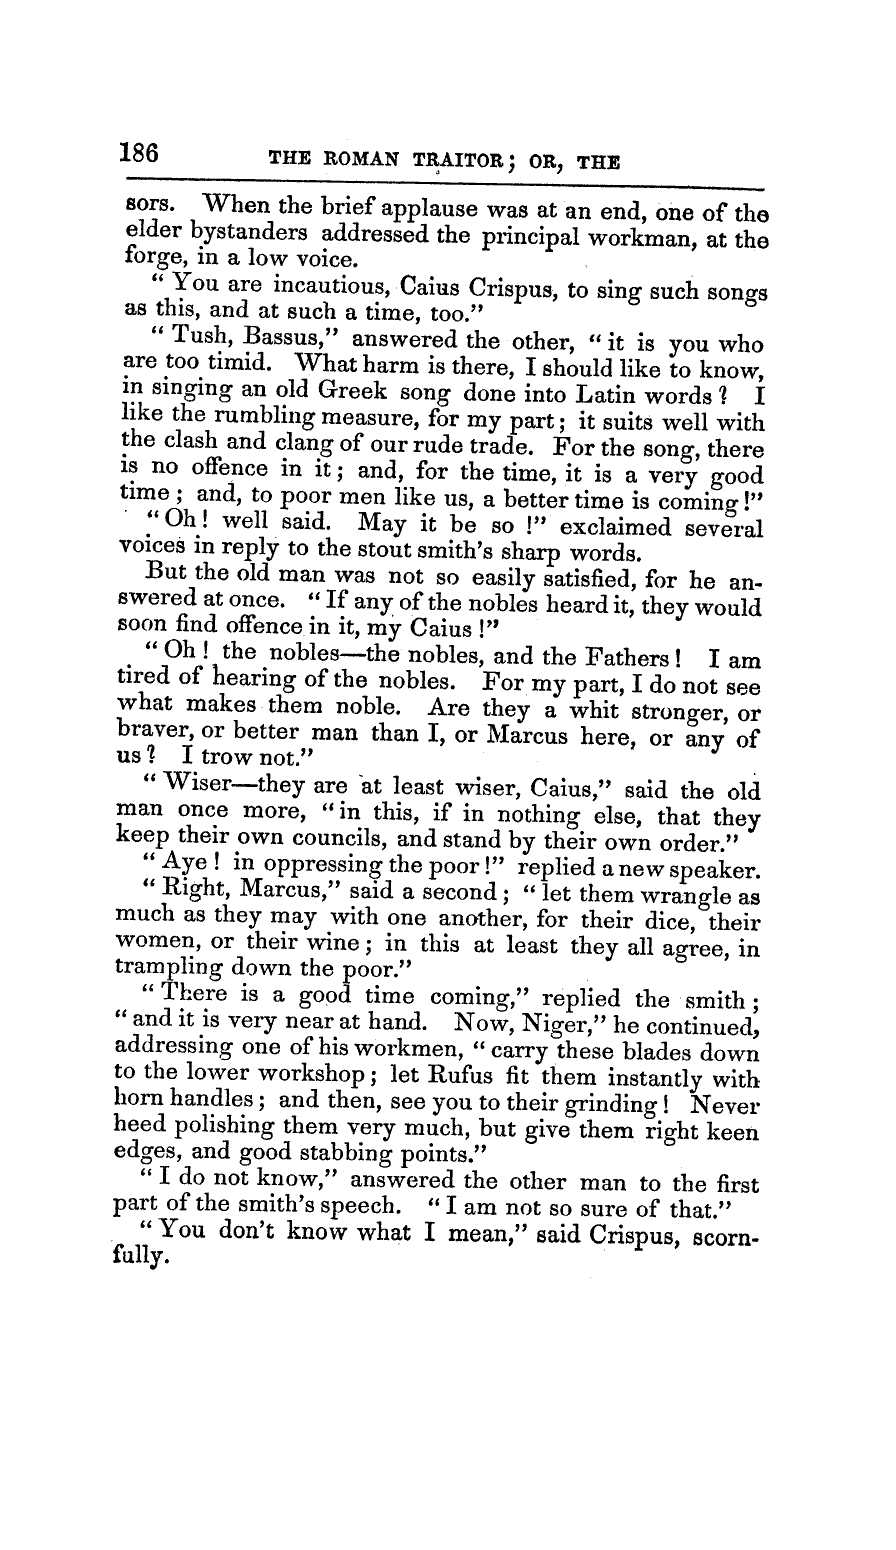 186 THE ROMAN TRAITOR; OR, THE
sors. When the brief applause was at an end, one of the
elder bystanders addressed the principal workman, at the
forge, in a low voice.
“ You are incautious, Caius Crispus, to sing such songs
as this, and at such a time, too.”
“ Tush, Bassus,” answered the other, “ it is you who
are too timid. What harm is there, I should like to know,
in singing an old Greek song done into Latin words ? I
like the rumbling measure, for my part ; it suits well with
the clash and clang of our rude trade. For the song, there
is no offence in it ; and, for the time, it is a very good
time ; and, to poor men like us, a better time is coming !”
“ Oh ! well said. May it be so !” exclaimed several
voices in reply to the stout smith’s sharp words.
But the old man was not so easily satisfied, for he an-
swered at once. “ If any of the nobles heard it, they would
soon find offence in it, my Caius !”
“ Oh ! the nobles—the nobles, and the Fathers ! I am
tired of hearing of the nobles. For my part, I do not see
what makes them noble. Are they a whit stronger, or
braver, or better man than I, or Marcus here, or any of
us ? I trow not.”
“ Wiser—they are at least wiser, Caius,” said the old
man once more, “ in this, if in nothing else, that they
keep their own councils, and stand by their own order.”
“ Aye ! in oppressing the poor !” replied a new speaker.
“ Right, Marcus,” said a second ; “ let them wrangle as
much as they may with one another, for their dice, their
women, or their wine ; in this at least they all agree, in
trampling down the poor.”
“ There is a good time coming,” replied the smith ;
“ and it is very near at hand. Now, Niger,” he continued,
addressing one of his workmen, “ carry these blades down
to the lower workshop ; let Rufus fit them instantly with
horn handles ; and then, see you to their grinding ! Never
heed polishing them very much, but give them right keen
edges, and good stabbing points.”
“ I do not know,” answered the other man to the first
part of the smith’s speech. “ I am not so sure of that.”
“ You don’t know what I mean,” said Crispus, scorn-
fully.